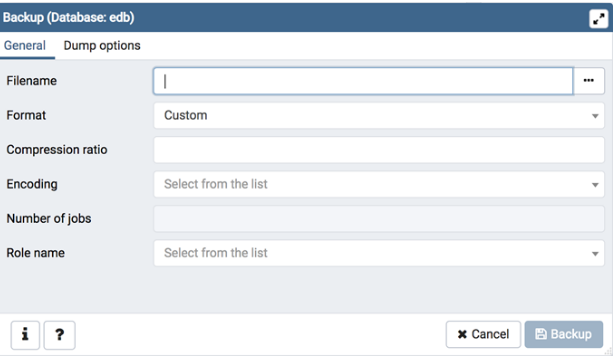 Backup (Database: edb)
General Dump options
Filename
Format Custom
Compression ratio
Encoding Select from the list
Number of jobs
Role name Select from the list
i ? Cancel Backup